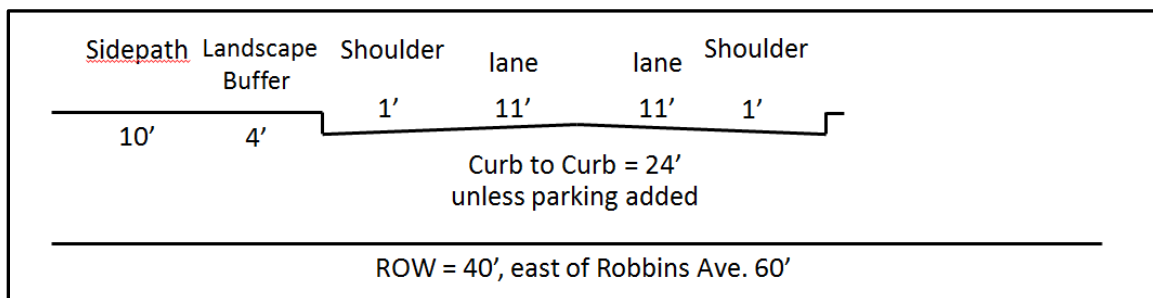 Sidepath Landscape Buffer Shoulder lane lane Shoulder
1’ 11’ 11’ 1’
10’ 4’
Curb to Curb = 24’
unless parking added
ROW = 40’, east of Robbins Ave. 60’